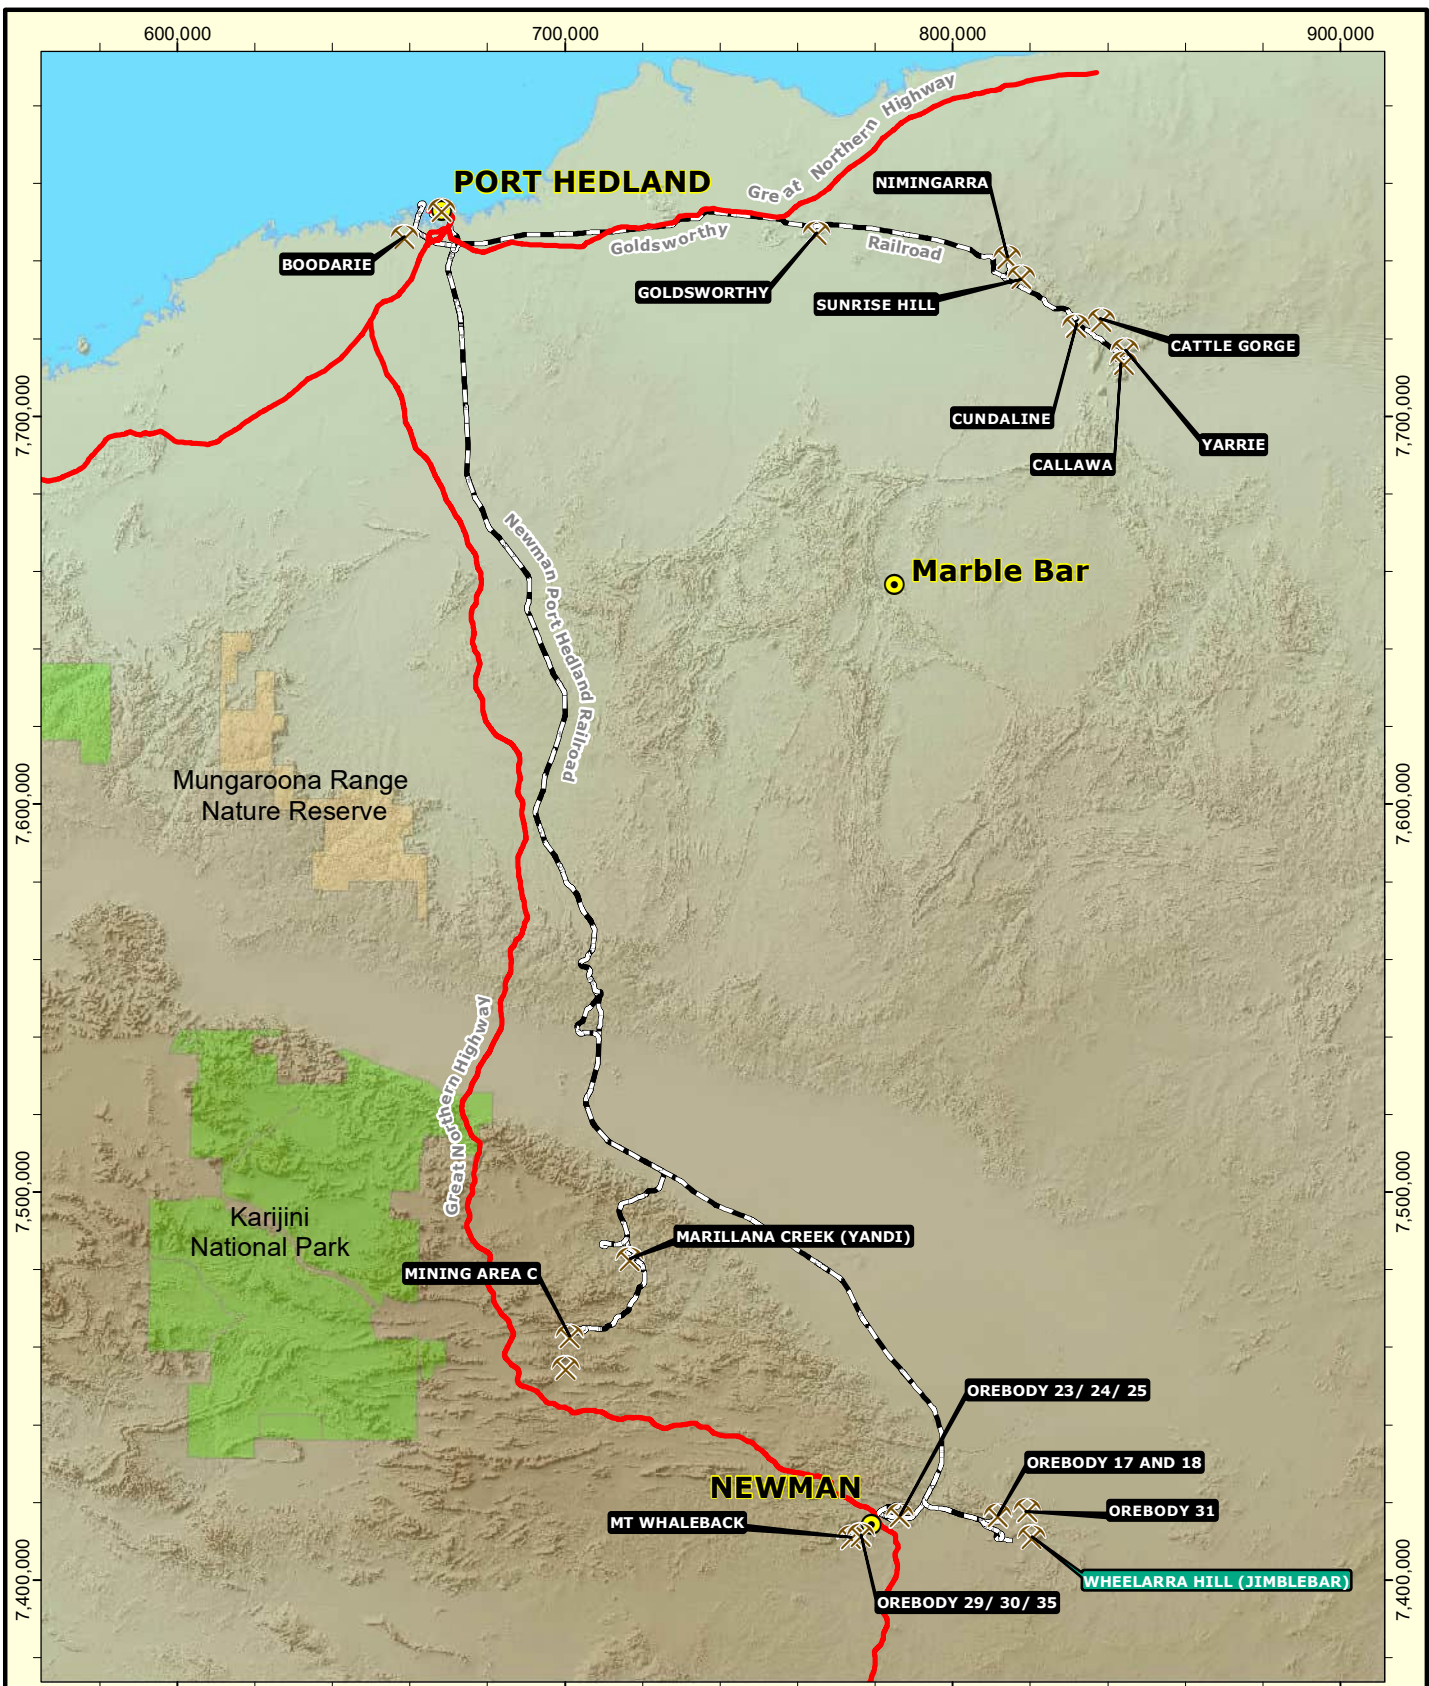 600,000
700,000
800,000
900,000
Great Northern Highway
PORT HEDLAND
NIMINGARRA
BOODARIE
Goldsworthy
Railroad
GOLDSWORTHY
SUNRISE HILL
CATTLE GORGE
7,700,000
7,700,000
CUNDALINE
YARRIE
CALLAWA
Newman Port Hedland Railroad
Marble Bar
Mungaroona Range
Nature Reserve
7,600,000
7,600,000
Great Northern Highway
7,500,000
7,500,000
Karijini
National Park
MARILLANA CREEK (YANDI)
MINING AREA C
OREBODY 23/ 24/ 25
OREBODY 17 AND 18
NEWMAN
OREBODY 31
MT WHALEBACK
7,400,000
7,400,000
WHEELARRA HILL (JIMBLEBAR)
OREBODY 29/ 30/ 35